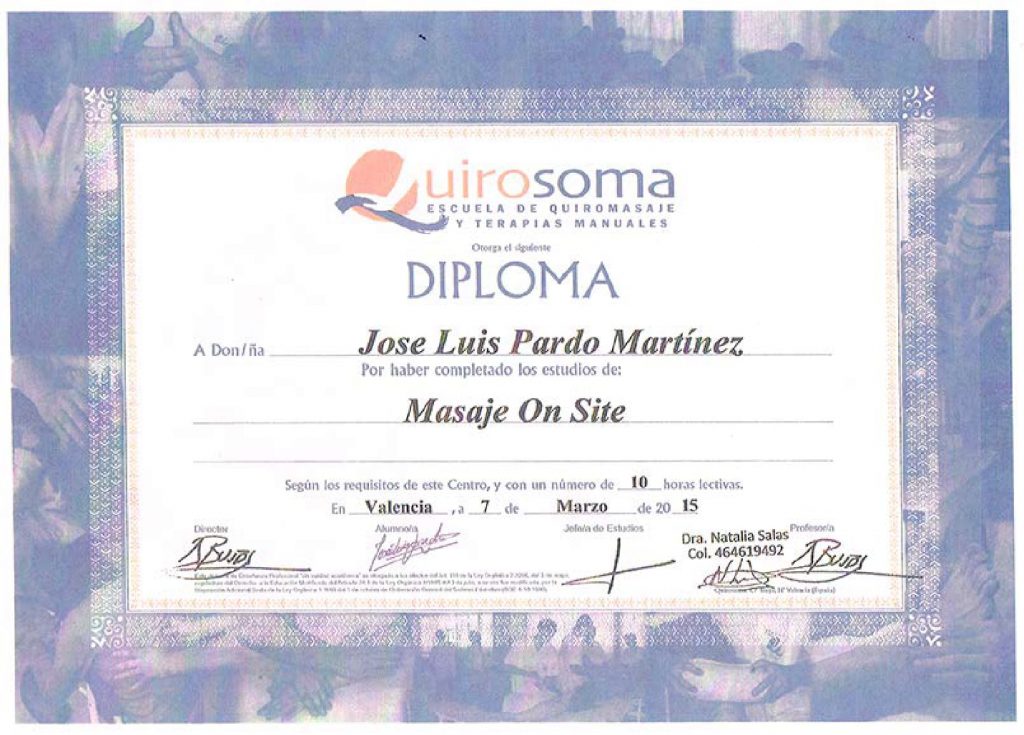 Quirosoma
ESCUELA DE QUIROMASAJE
Y TERAPIAS MANUALES
Otorga el siguiente
DIPLOMA
A Don/ña Jose Luis Pardo Martínez
Por haber completado los estudios de:
Masaje On Site
Según los requisitos de este Centro, y con un número de 10 horas lectivas.
En Valencia, a 7 de Marzo de 20 15
Director
Alumno/a
Jefe/a de Estudios
Profesor/a
Dra. Natalia Salas
Col. 464619492